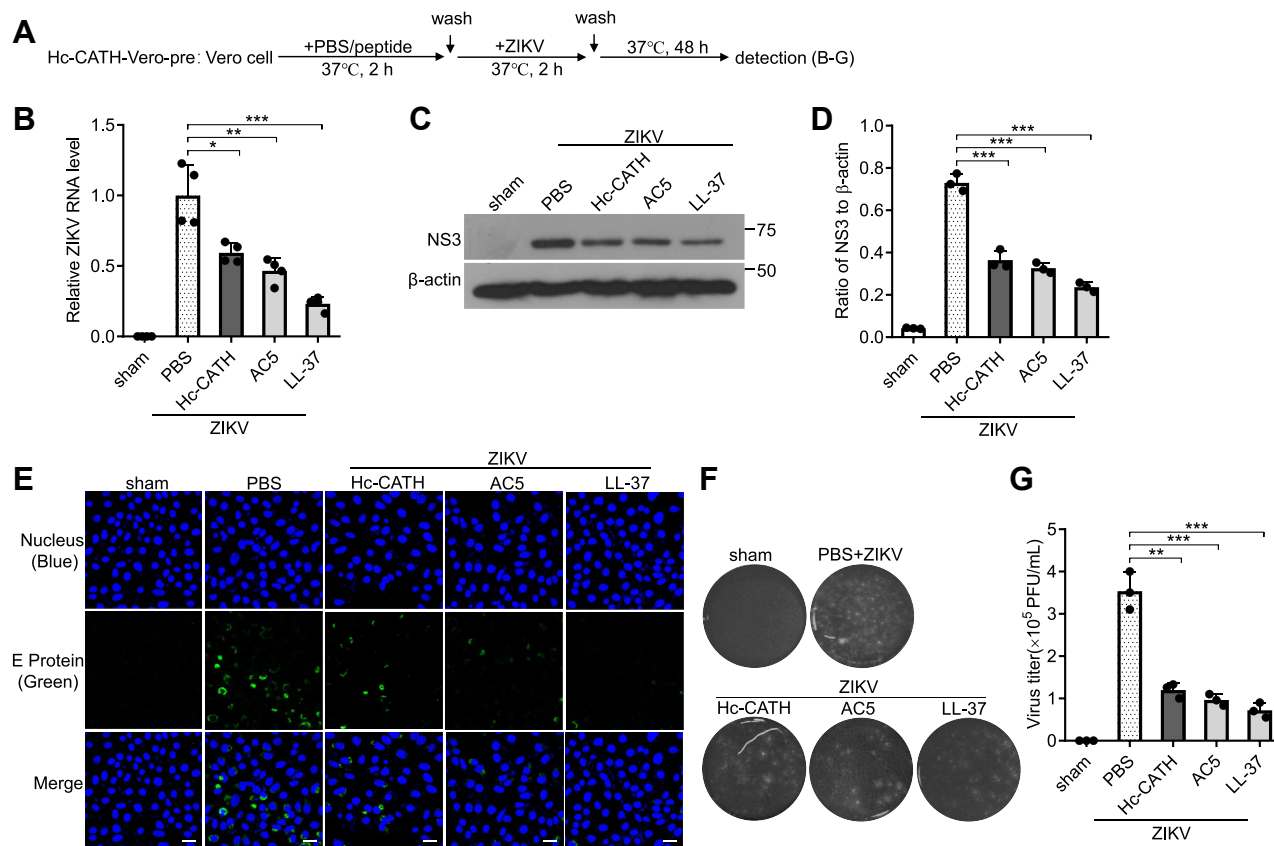 A
Hc-CATH-Vero-pre: Vero cell
+PBS/peptide
37℃, 2 h
wash
+ZIKV
37℃, 2 h
wash
37℃, 48 h
detection (B-G)
B
Relative ZIKV RNA level
1.5
1.0
0.5
0.0
***
**
*
sham
PBS
Hc-CATH
AC5
LL-37
ZIKV
C
ZIKV
sham
PBS
Hc-CATH
AC5
LL-37
NS3
β-actin
75
50
D
Ratio of NS3 to β-actin
1.0
0.8
0.6
0.4
0.2
0.0
***
***
***
sham
PBS
Hc-CATH
AC5
LL-37
ZIKV
E
ZIKV
sham
PBS
Hc-CATH
AC5
LL-37
Nucleus
(Blue)
E Protein
(Green)
Merge
F
sham
PBS+ZIKV
ZIKV
Hc-CATH
AC5
LL-37
G
Virus titer(×10⁵ PFU/mL)
5
4
3
2
1
0
***
***
**
sham
PBS
Hc-CATH
AC5
LL-37
ZIKV